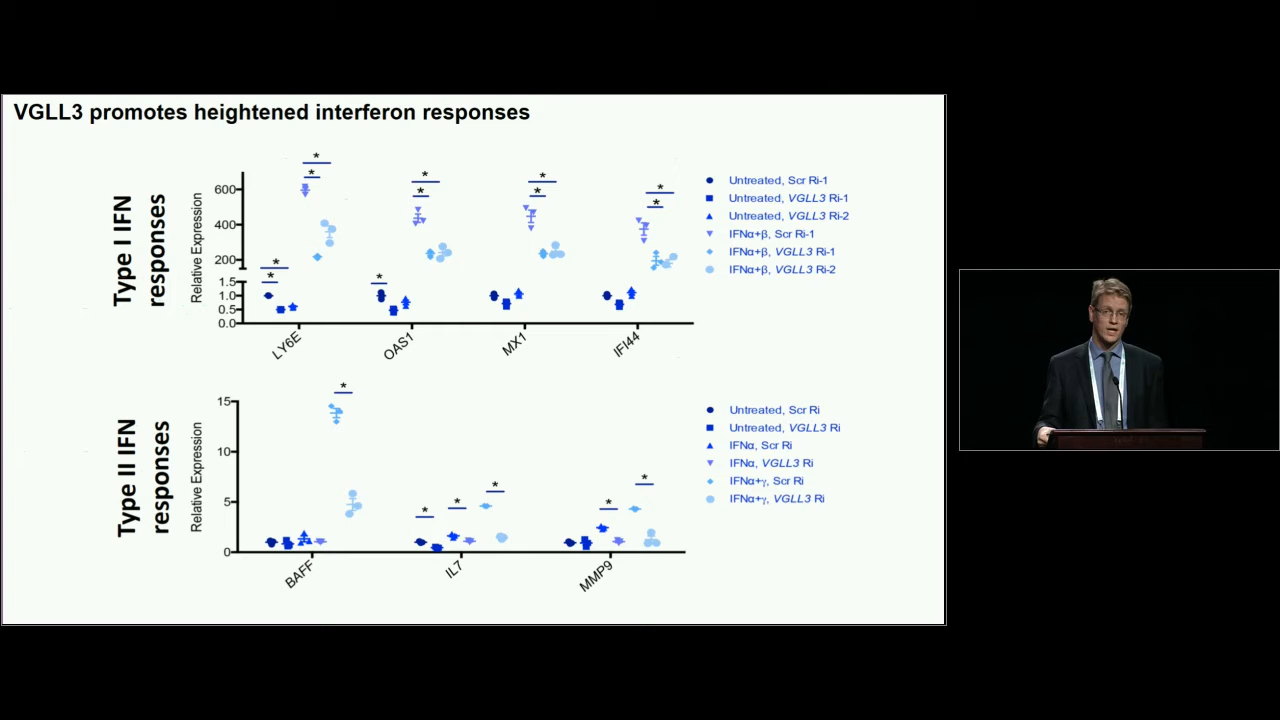 VGLL3 promotes heightened interferon responses
Type I IFN
responses
Relative Expression
600
400
200
1.5
1.0
0.5
0.0
*
*
*
*
*
*
*
*
*
*
*
LY6E
OAS1
MX1
IFI44
Untreated, Scr Ri-1
Untreated, VGLL3 Ri-1
Untreated, VGLL3 Ri-2
IFNα+β, Scr Ri-1
IFNα+β, VGLL3 Ri-1
IFNα+β, VGLL3 Ri-2
Type II IFN
responses
Relative Expression
15
10
5
0
*
*
*
*
*
*
BAFF
IL7
MMP9
Untreated, Scr Ri
Untreated, VGLL3 Ri
IFNα, Scr Ri
IFNα, VGLL3 Ri
IFNα+γ, Scr Ri
IFNα+γ, VGLL3 Ri